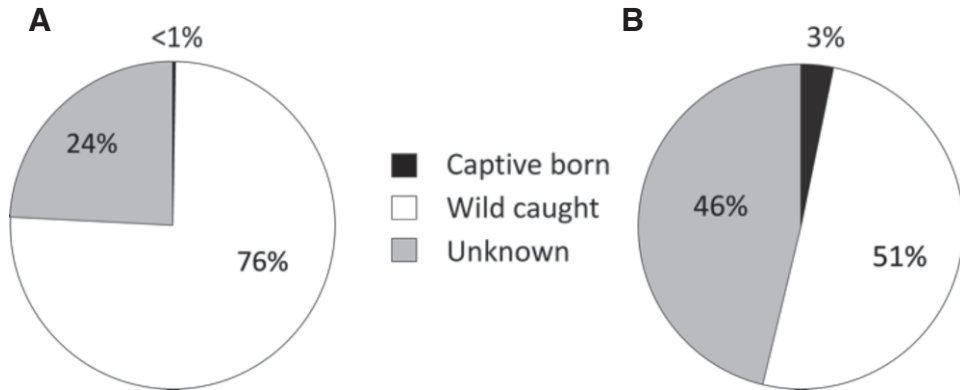 A
<1%
24%
76%
Captive born
Wild caught
Unknown
B
3%
46%
51%